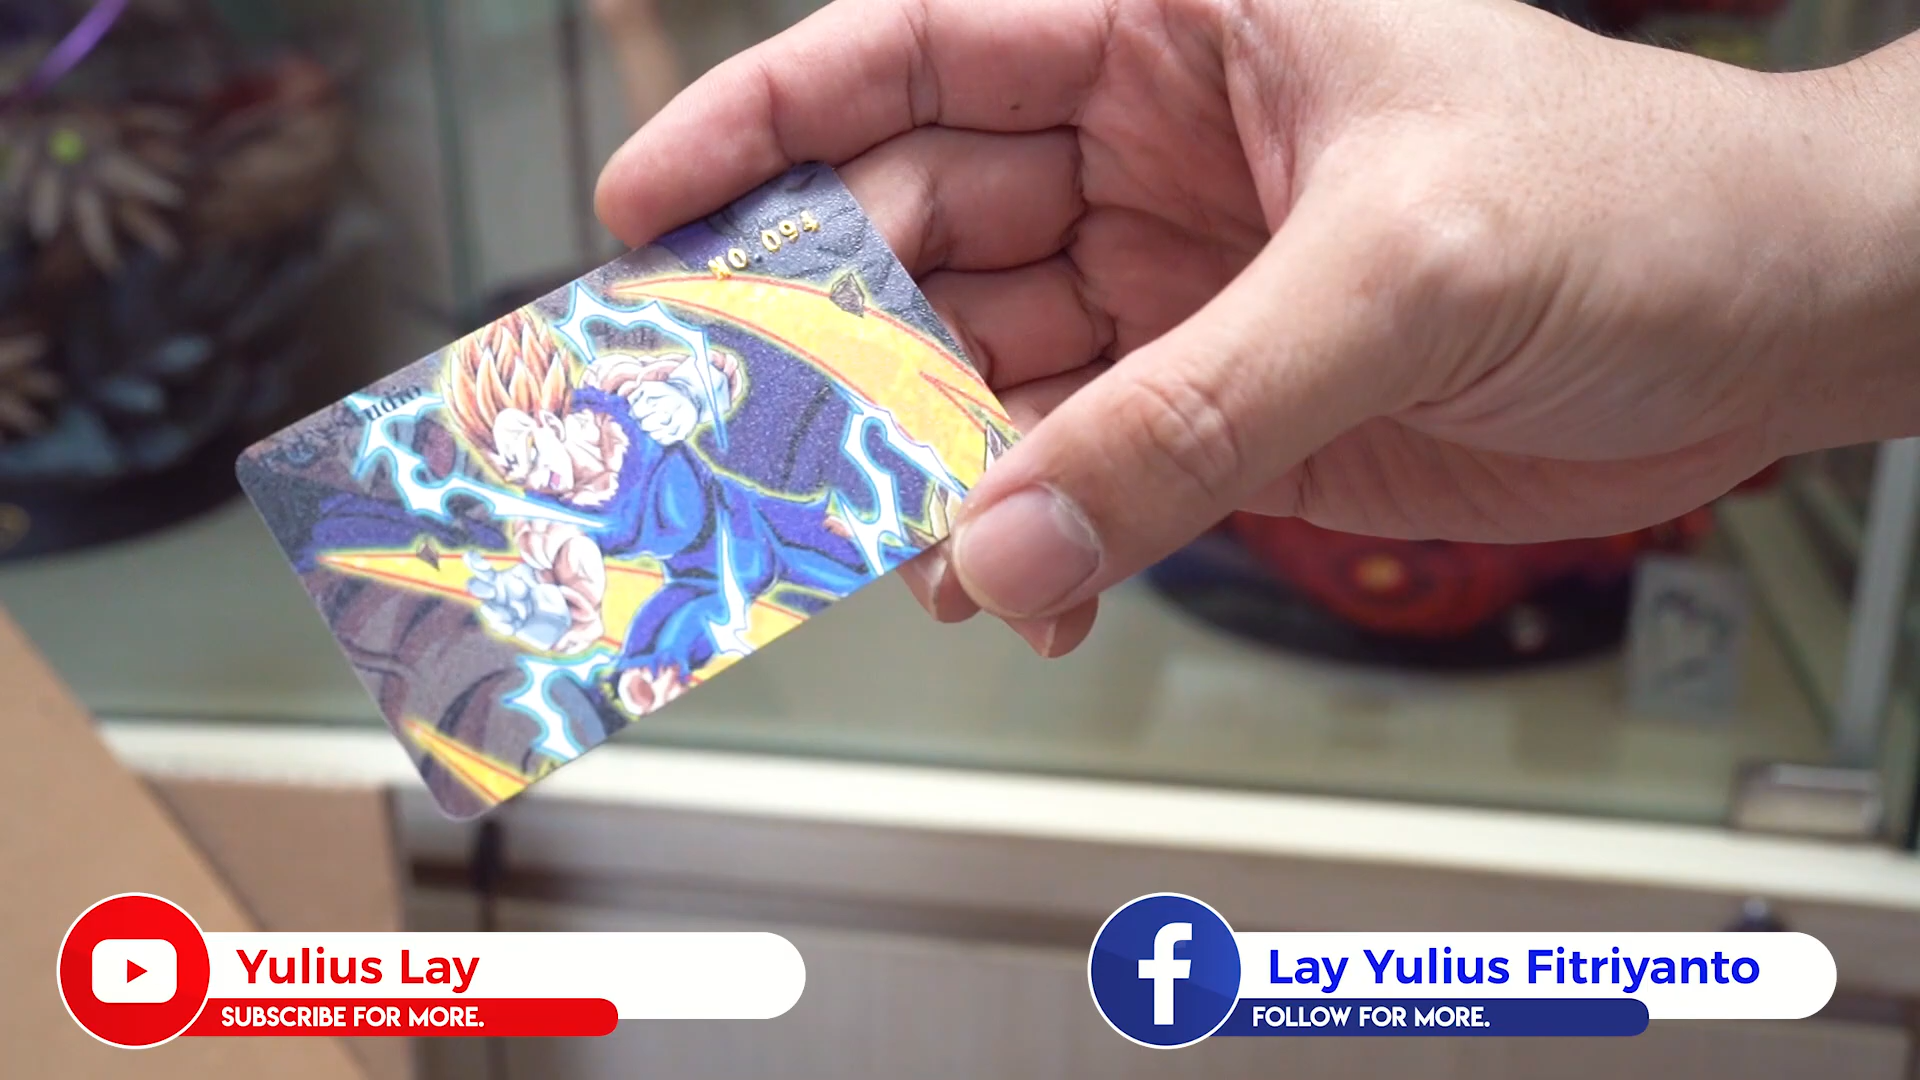 NO.094
Yulius Lay
SUBSCRIBE FOR MORE.
Lay Yulius Fitriyanto
FOLLOW FOR MORE.